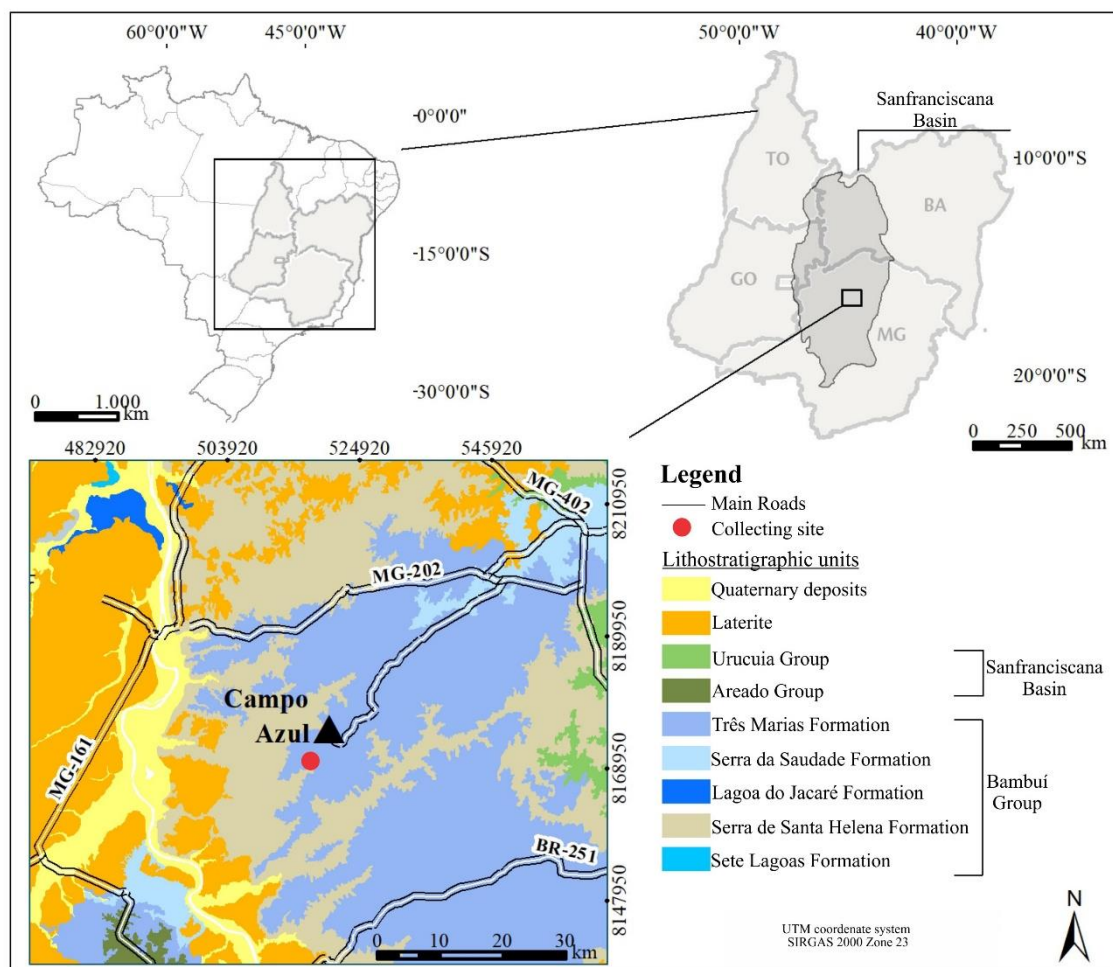 60°0'0"W 45°0'0"W
50°0'0"W 40°0'0"W
Sanfranciscana
Basin
-0°0'0"
10°0'0"S
TO
BA
-15°0'0"S
GO
MG
-30°0'0"S
20°0'0"S
0 1.000
km
0 250 500
km
482920 503920 524920 545920
MG-402
8210950
MG-202
8189950
Campo
Azul
MG-161
8168950
BR-251
8147950
0 10 20 30
km
Legend
Main Roads
Collecting site
Lithostratigraphic units
Quaternary deposits
Laterite
Urucuia Group
Areado Group
Sanfranciscana
Basin
Três Marias Formation
Serra da Saudade Formation
Lagoa do Jacaré Formation
Serra de Santa Helena Formation
Sete Lagoas Formation
Bambuí
Group
N
UTM coordenate system
SIRGAS 2000 Zone 23